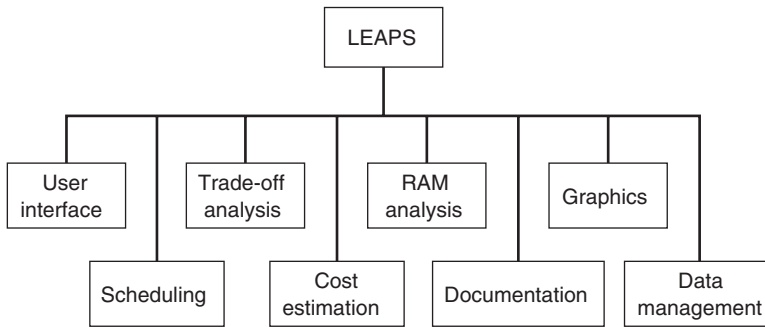 LEAPS
User
interface
Trade-off
analysis
RAM
analysis
Graphics
Scheduling
Cost
estimation
Documentation
Data
management